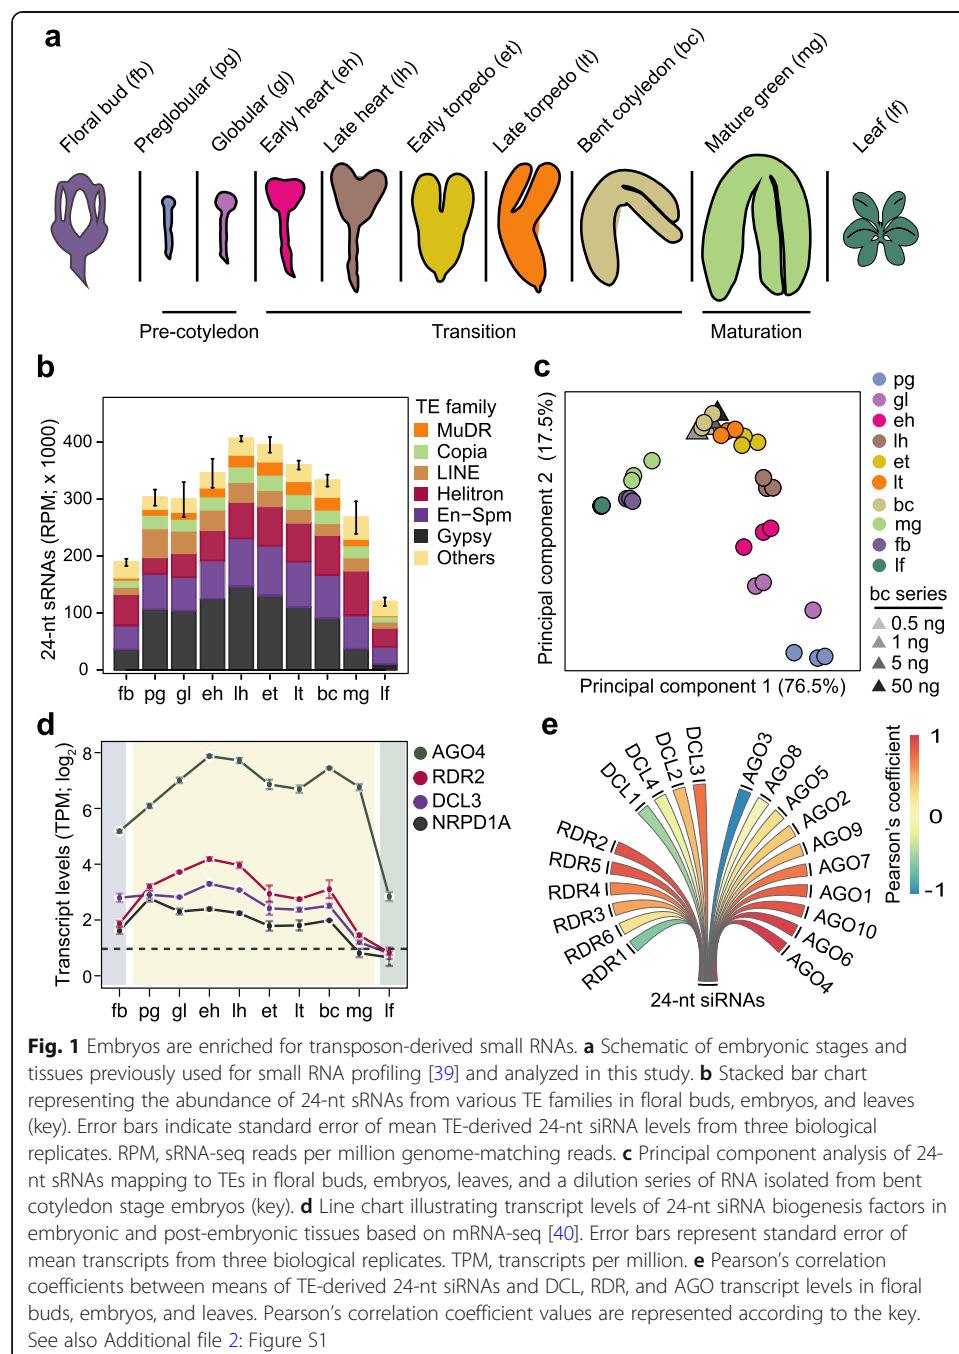 a
Floral bud (fb)
Preglobular (pg)
Globular (gl)
Early heart (eh)
Late heart (lh)
Early torpedo (et)
Late torpedo (lt)
Bent cotyledon (bc)
Mature green (mg)
Leaf (lf)
Pre-cotyledon
Transition
Maturation
b
24-nt sRNAs (RPM; x 1000)
400
300
200
100
0
fb pg gl eh lh et lt bc mg lf
TE family
MuDR
Copia
LINE
Helitron
En-Spm
Gypsy
Others
c
Principal component 2 (17.5%)
Principal component 1 (76.5%)
pg
gl
eh
lh
et
lt
bc
mg
fb
lf
bc series
0.5 ng
1 ng
5 ng
50 ng
d
Transcript levels (TPM; log2)
8
6
4
2
0
fb pg gl eh lh et lt bc mg lf
AGO4
RDR2
DCL3
NRPD1A
e
RDR1
RDR6
RDR3
RDR4
RDR5
RDR2
DCL1
DCL4
DCL2
DCL3
AGO3
AGO8
AGO5
AGO2
AGO9
AGO7
AGO1
AGO10
AGO6
AGO4
24-nt siRNAs
Pearson's coefficient
1
0
-1
Fig. 1 Embryos are enriched for transposon-derived small RNAs. a Schematic of embryonic stages and
tissues previously used for small RNA profiling [39] and analyzed in this study. b Stacked bar chart
representing the abundance of 24-nt sRNAs from various TE families in floral buds, embryos, and leaves
(key). Error bars indicate standard error of mean TE-derived 24-nt siRNA levels from three biological
replicates. RPM, sRNA-seq reads per million genome-matching reads. c Principal component analysis of 24-
nt sRNAs mapping to TEs in floral buds, embryos, leaves, and a dilution series of RNA isolated from bent
cotyledon stage embryos (key). d Line chart illustrating transcript levels of 24-nt siRNA biogenesis factors in
embryonic and post-embryonic tissues based on mRNA-seq [40]. Error bars represent standard error of
mean transcripts from three biological replicates. TPM, transcripts per million. e Pearson's correlation
coefficients between means of TE-derived 24-nt siRNAs and DCL, RDR, and AGO transcript levels in floral
buds, embryos, and leaves. Pearson's correlation coefficient values are represented according to the key.
See also Additional file 2: Figure S1